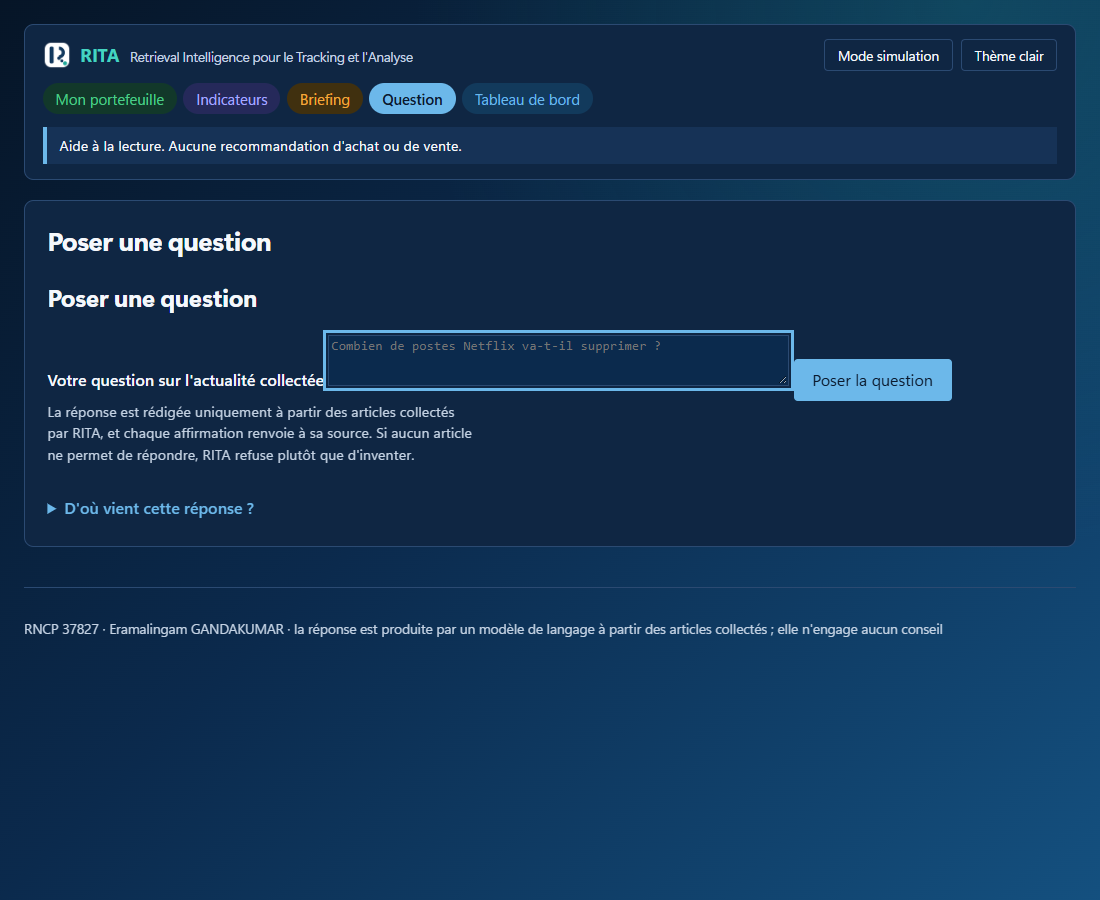 RITA Retrieval Intelligence pour le Tracking et l'Analyse
Mode simulation
Thème clair
Mon portefeuille
Indicateurs
Briefing
Question
Tableau de bord
Aide à la lecture. Aucune recommandation d'achat ou de vente.
Poser une question
Poser une question
Votre question sur l'actualité collectée
Combien de postes Netflix va-t-il supprimer ?
Poser la question
La réponse est rédigée uniquement à partir des articles collectés
par RITA, et chaque affirmation renvoie à sa source. Si aucun article
ne permet de répondre, RITA refuse plutôt que d'inventer.
D'où vient cette réponse ?
RNCP 37827 · Eramalingam GANDAKUMAR · la réponse est produite par un modèle de langage à partir des articles collectés ; elle n'engage aucun conseil